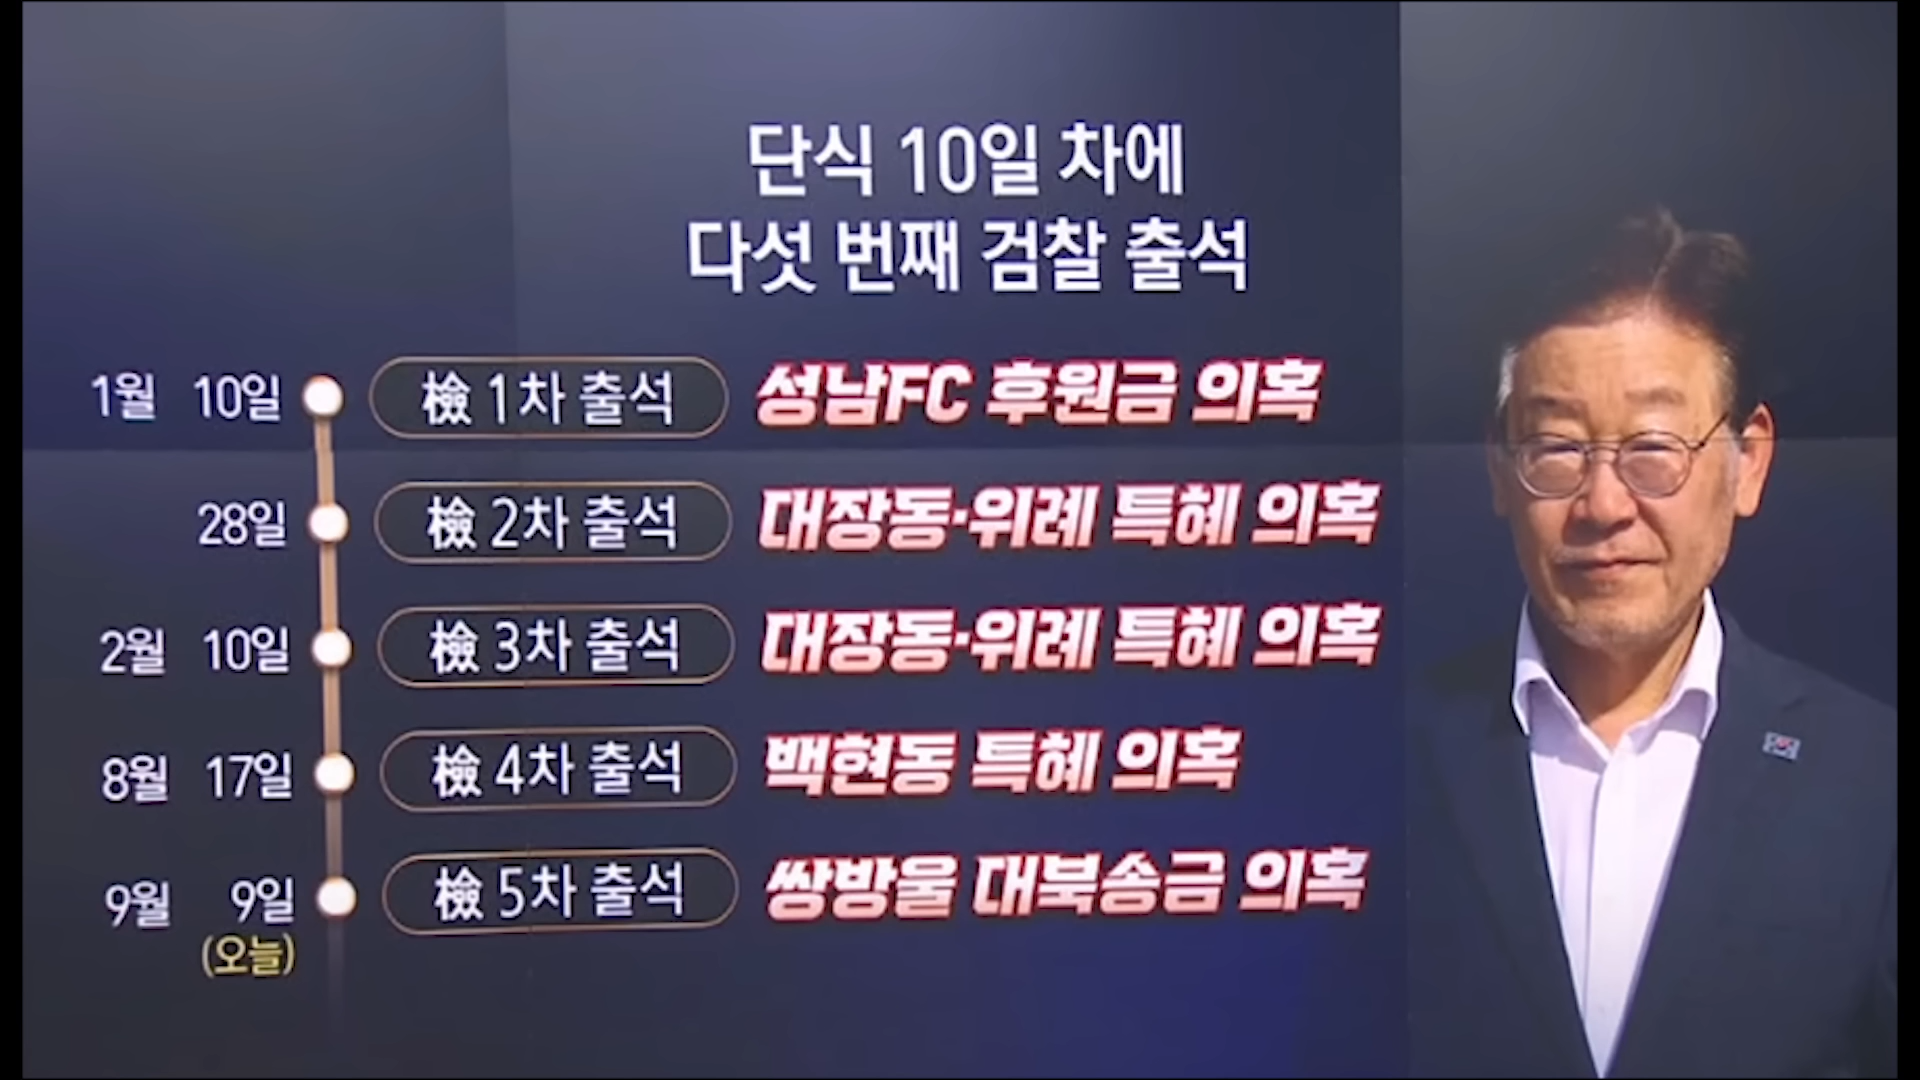 단식 10일 차에
다섯 번째 검찰 출석
1월 10일 檢 1차 출석 성남FC 후원금 의혹
28일 檢 2차 출석 대장동·위례 특혜 의혹
2월 10일 檢 3차 출석 대장동·위례 특혜 의혹
8월 17일 檢 4차 출석 백현동 특혜 의혹
9월 9일 檢 5차 출석 쌍방울 대북송금 의혹
(오늘)